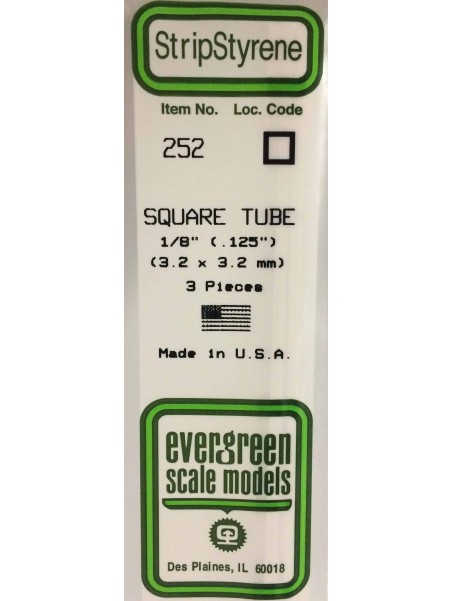 StripStyrene
Item No. Loc. Code
252
SQUARE TUBE
1/8" (.125")
(3.2 x 3.2 mm)
3 Pieces
Made in U.S.A.
evergreen
scale models
Des Plaines, IL 60018